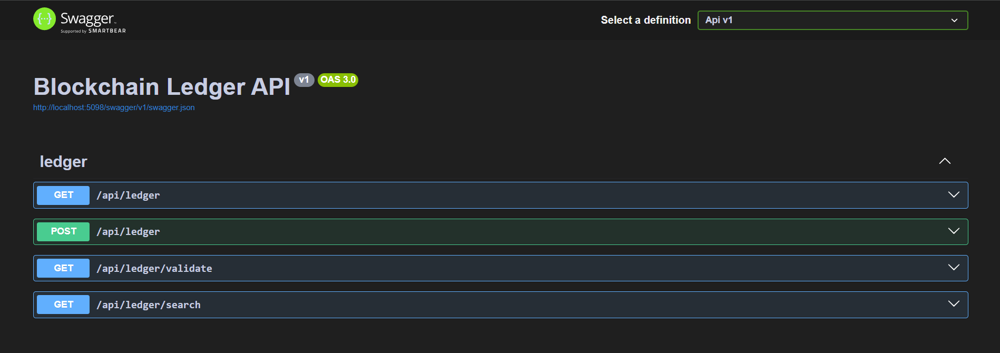 Swagger™
Supported by SMARTBEAR
Select a definition
Api v1
Blockchain Ledger API v1 OAS 3.0
http://localhost:5098/swagger/v1/swagger.json
ledger
GET /api/ledger
POST /api/ledger
GET /api/ledger/validate
GET /api/ledger/search